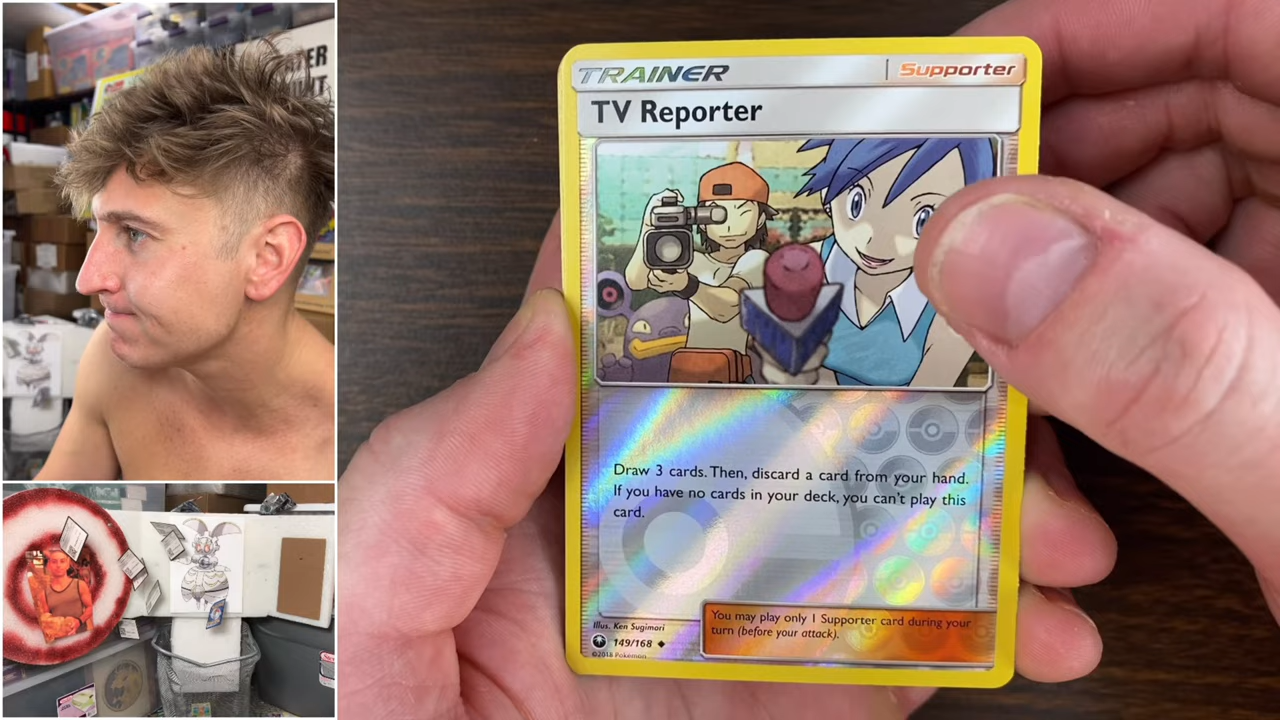 TRAINER
Supporter
TV Reporter
Draw 3 cards. Then, discard a card from your hand.
If you have no cards in your deck, you can't play this
card.
You may play only 1 Supporter card during your
turn (before your attack).
Illus. Ken Sugimori
149/168
©2018 Pokémon